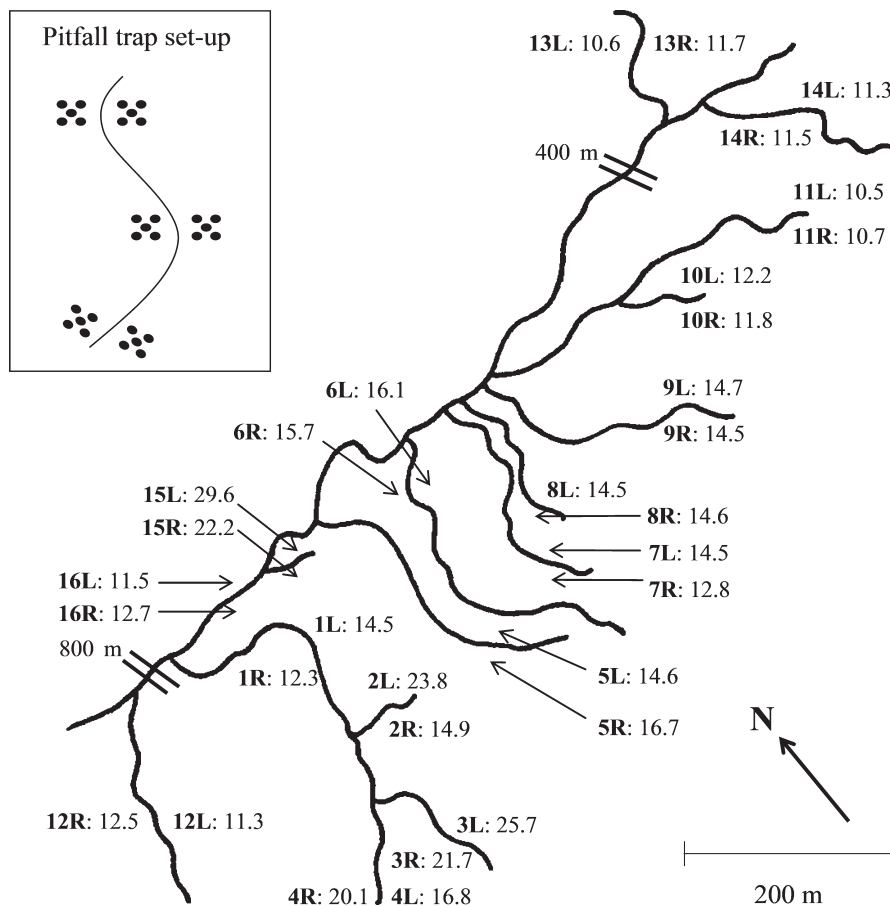 Pitfall trap set-up
13L: 10.6
13R: 11.7
14L: 11.3
14R: 11.5
400 m
11L: 10.5
11R: 10.7
10L: 12.2
10R: 11.8
6L: 16.1
9L: 14.7
6R: 15.7
9R: 14.5
15L: 29.6
8L: 14.5
15R: 22.2
8R: 14.6
7L: 14.5
16L: 11.5
7R: 12.8
16R: 12.7
1L: 14.5
800 m
1R: 12.3
2L: 23.8
5L: 14.6
2R: 14.9
5R: 16.7
N
12R: 12.5
12L: 11.3
3L: 25.7
3R: 21.7
4R: 20.1
4L: 16.8
200 m